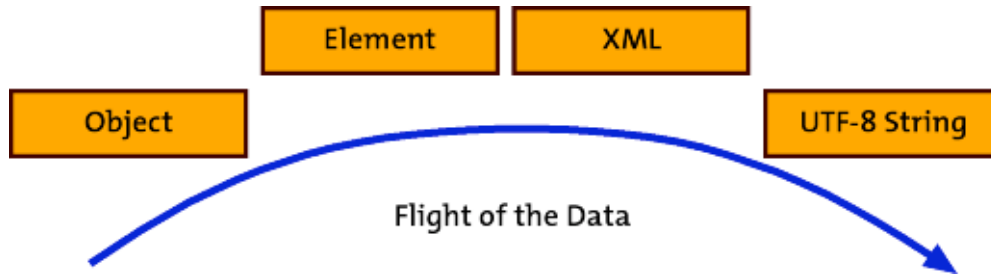 Element
XML
Object
UTF-8 String
Flight of the Data